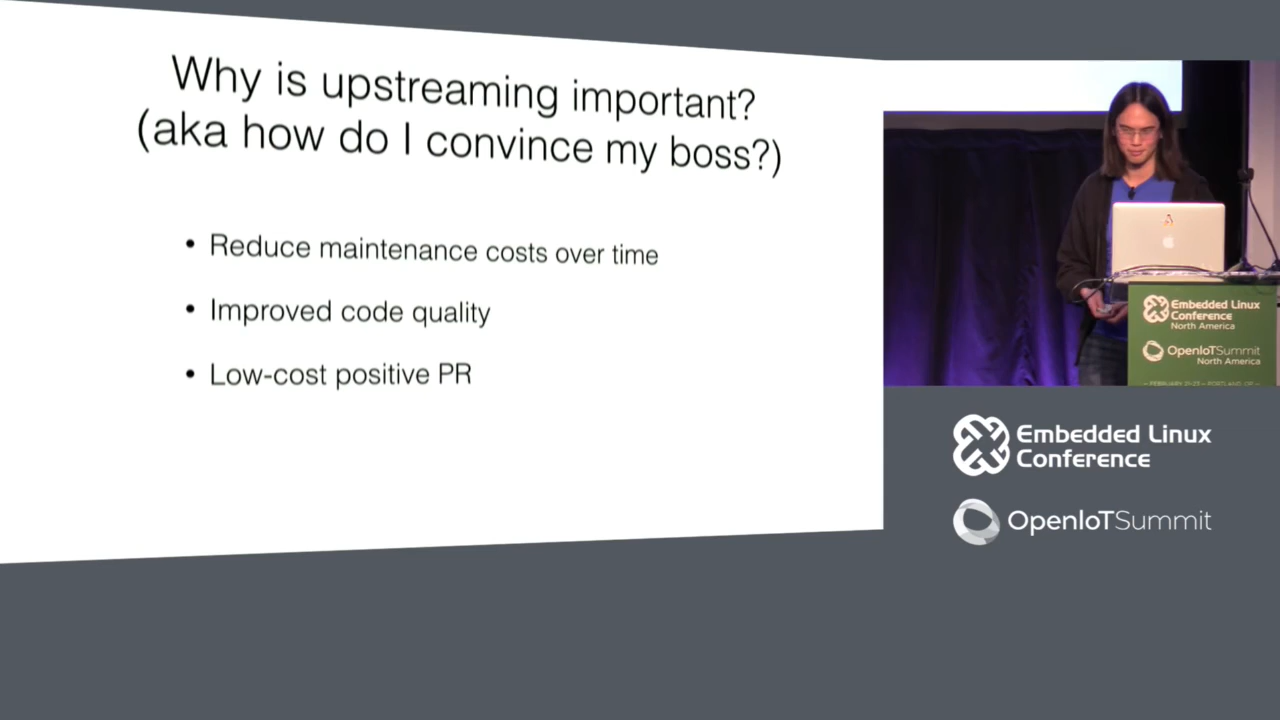 Why is upstreaming important?
(aka how do I convince my boss?)
• Reduce maintenance costs over time
• Improved code quality
• Low-cost positive PR
Embedded Linux
Conference
North America
OpenIoTSummit
North America
Embedded Linux
Conference
OpenIoTSummit